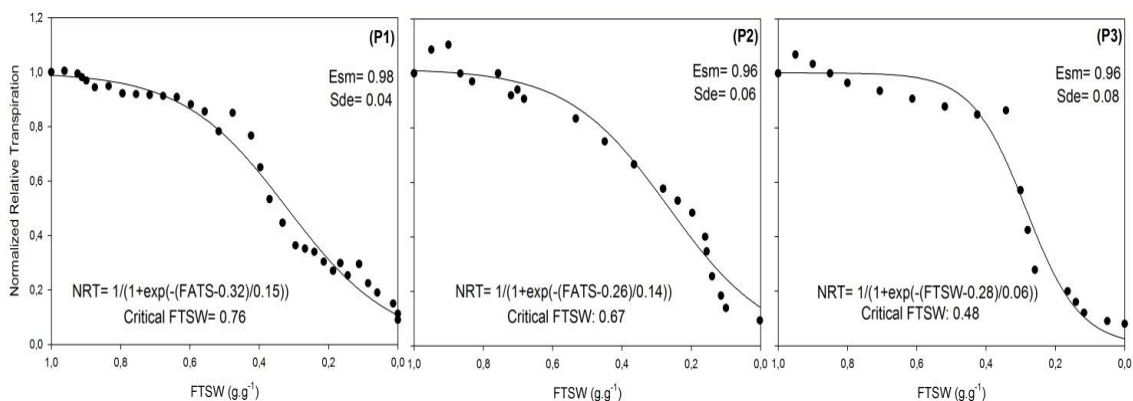 1,2
1,0
0,8
0,6
0,4
0,2
0,0
Normalized Relative Transpiration
(P1)
Esm= 0.98
Sde= 0.04
NRT= 1/(1+exp(-(FATS-0.32)/0.15))
Critical FTSW= 0.76
1,0 0,8 0,6 0,4 0,2 0,0
FTSW (g.g⁻¹)
(P2)
Esm= 0.96
Sde= 0.06
NRT= 1/(1+exp(-(FATS-0.26)/0.14))
Critical FTSW: 0.67
1,0 0,8 0,6 0,4 0,2 0,0
FTSW (g.g⁻¹)
(P3)
Esm= 0.96
Sde= 0.08
NRT= 1/(1+exp(-(FTSW-0.28)/0.06))
Critical FTSW: 0.48
1,0 0,8 0,6 0,4 0,2 0,0
FTSW (g.g⁻¹)